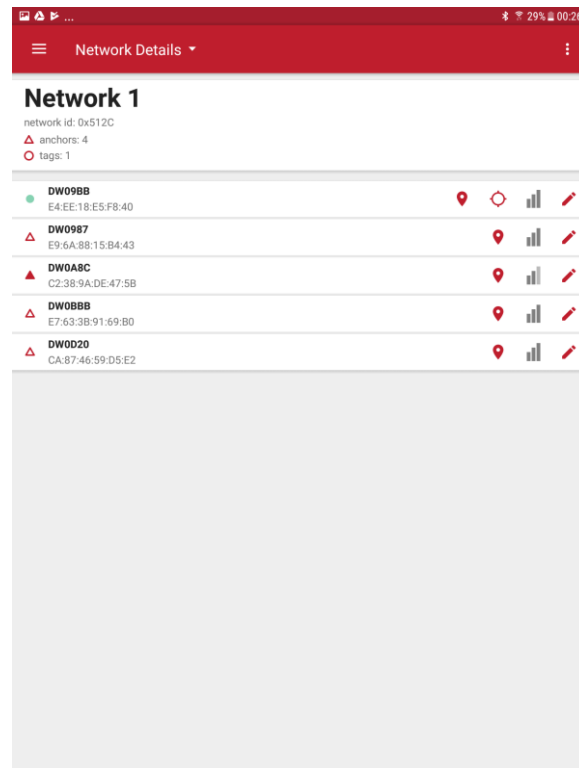 ... 29% 00:26
Network Details
Network 1
network id: 0x512C
anchors: 4
tags: 1
DW09BB
E4:EE:18:E5:F8:40
DW0987
E9:6A:88:15:B4:43
DW0A8C
C2:38:9A:DE:47:5B
DW0BBB
E7:63:3B:91:69:B0
DW0D20
CA:87:46:59:D5:E2